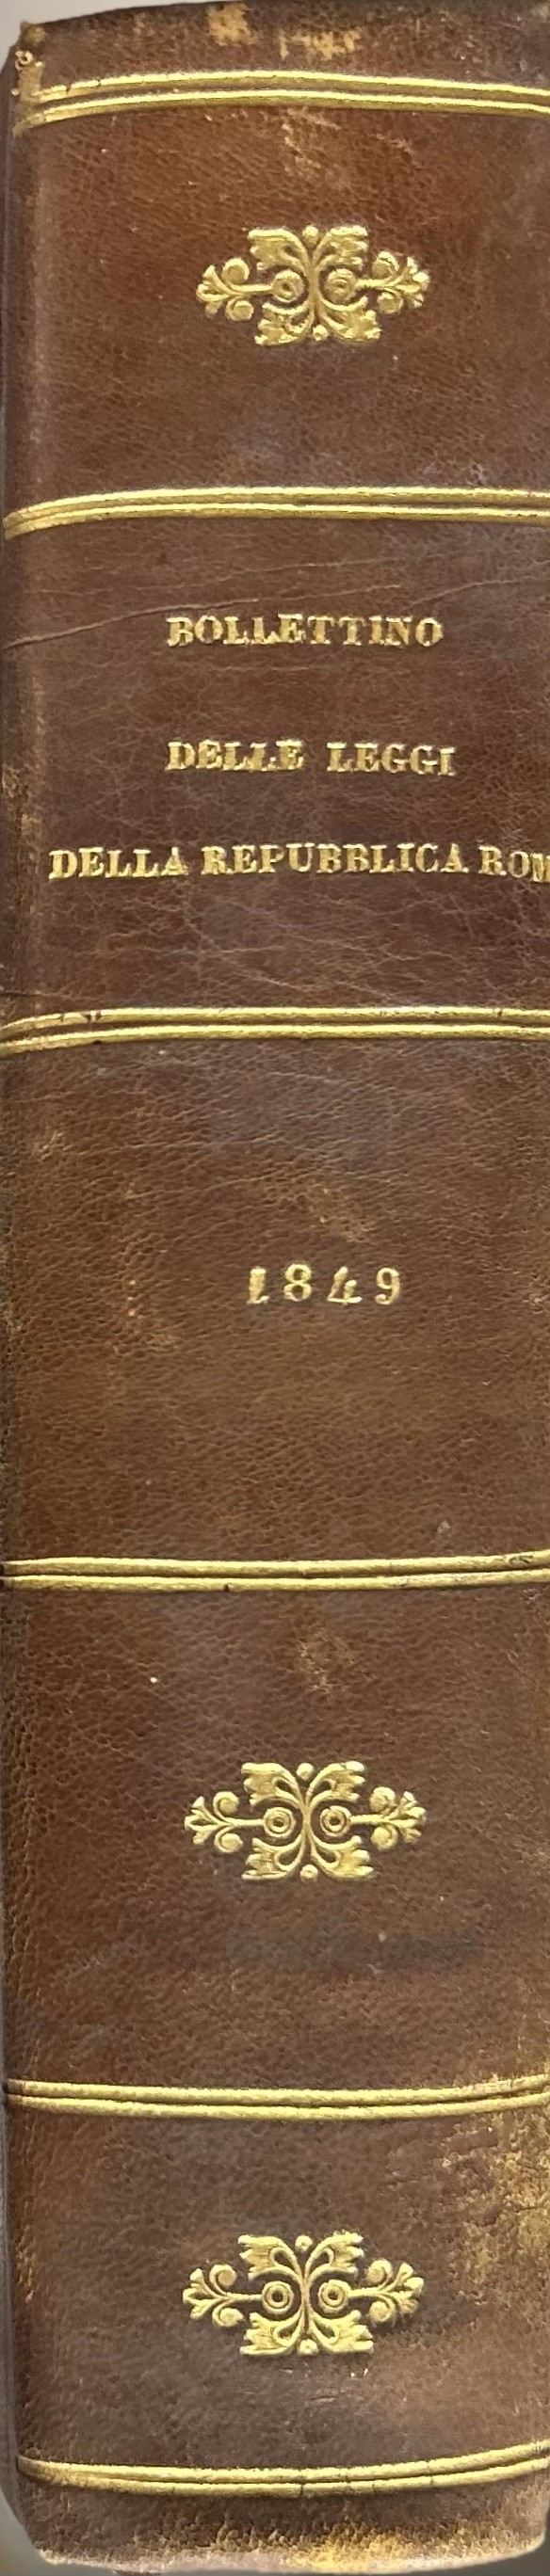 BOLLETTINO
DELLE LEGGI
DELLA REPUBBLICA ROM
1849